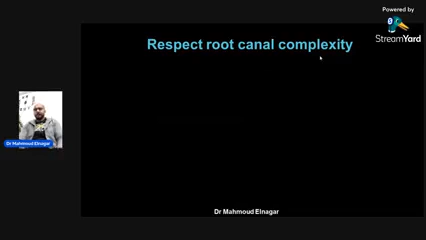 Powered by
StreamYard
Respect root canal complexity
Dr Mahmoud Elnagar
Dr Mahmoud Elnagar